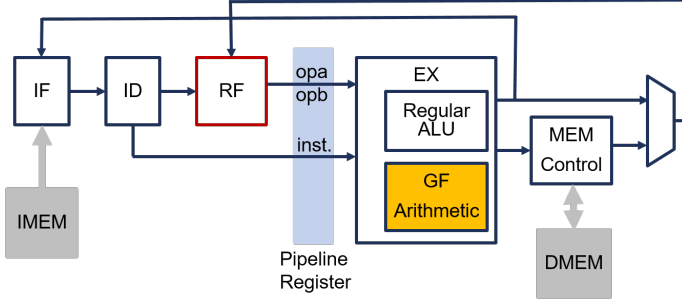 IF
ID
RF
opa
opb
inst.
EX
Regular
ALU
GF
Arithmetic
MEM
Control
IMEM
Pipeline
Register
DMEM